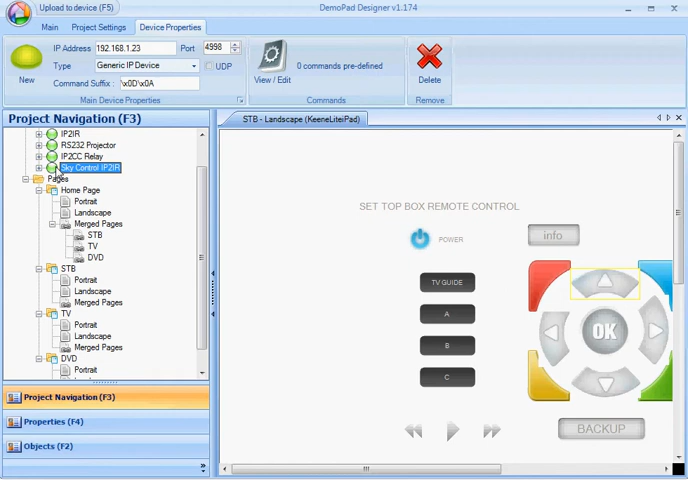 Upload to device (F5)
DemoPad Designer v1.174
Main
Project Settings
Device Properties
New
IP Address
192.168.1.23
Port
4998
Type
Generic IP Device
UDP
Command Suffix :
\x0D\x0A
Main Device Properties
View / Edit
0 commands pre-defined
Commands
Delete
Remove
Project Navigation (F3)
IP2IR
RS232 Projector
IP2CC Relay
Sky Control IP2IR
Pages
Home Page
Portrait
Landscape
Merged Pages
STB
TV
DVD
STB
Portrait
Landscape
Merged Pages
TV
Portrait
Landscape
Merged Pages
DVD
Portrait
Project Navigation (F3)
Properties (F4)
Objects (F2)
STB - Landscape (KeeneLiteiPad)
SET TOP BOX REMOTE CONTROL
POWER
info
TV GUIDE
A
B
C
OK
BACKUP